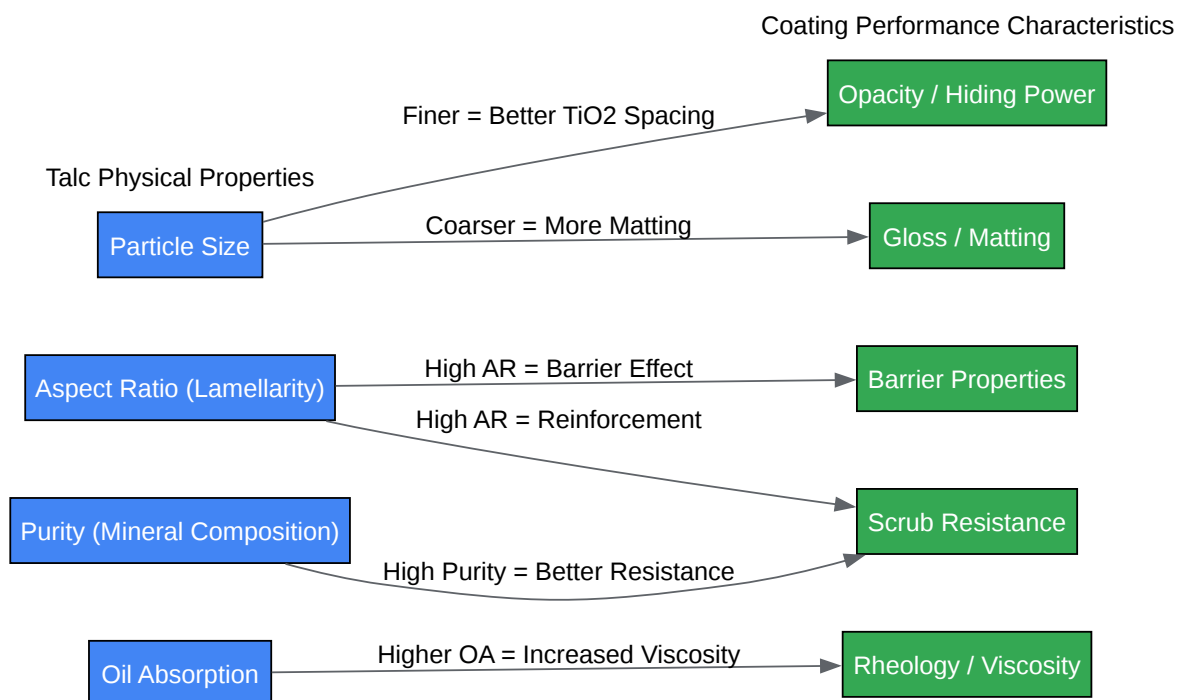 Coating Performance Characteristics
Opacity / Hiding Power
Finer = Better TiO2 Spacing
Talc Physical Properties
Particle Size
Coarser = More Matting
Gloss / Matting
Aspect Ratio (Lamellarity)
High AR = Barrier Effect
Barrier Properties
High AR = Reinforcement
Purity (Mineral Composition)
Scrub Resistance
High Purity = Better Resistance
Oil Absorption
Higher OA = Increased Viscosity
Rheology / Viscosity